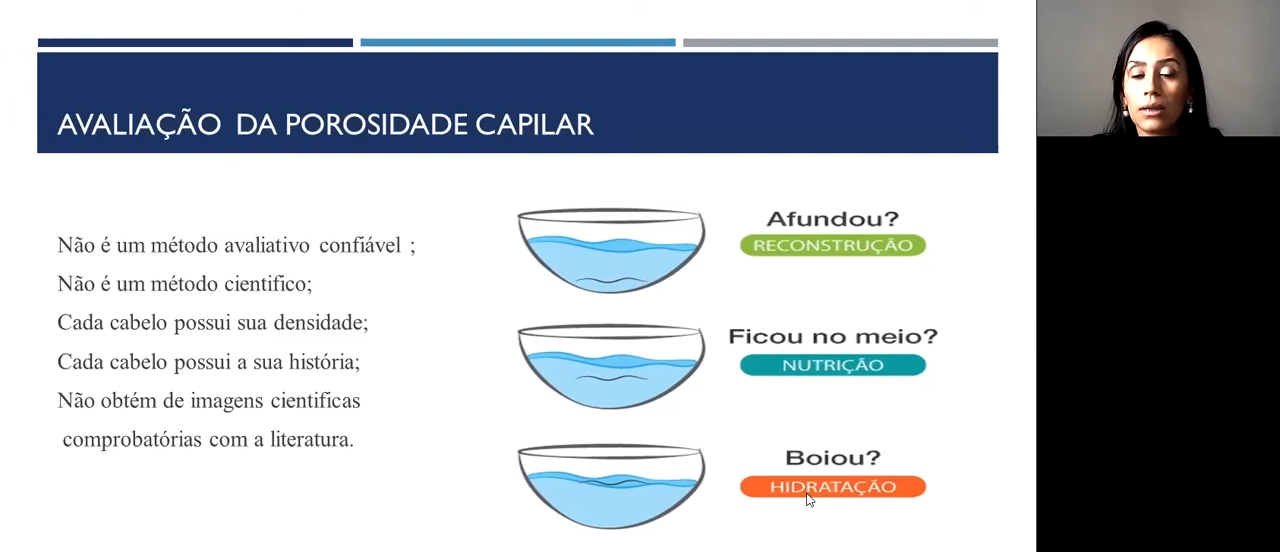 AVALIAÇÃO DA POROSIDADE CAPILAR
Não é um método avaliativo confiável ;
Não é um método cientifico;
Cada cabelo possui sua densidade;
Cada cabelo possui a sua história;
Não obtém de imagens cientificas
comprobatórias com a literatura.
Afundou?
RECONSTRUÇÃO
Ficou no meio?
NUTRIÇÃO
Boiou?
HIDRATAÇÃO